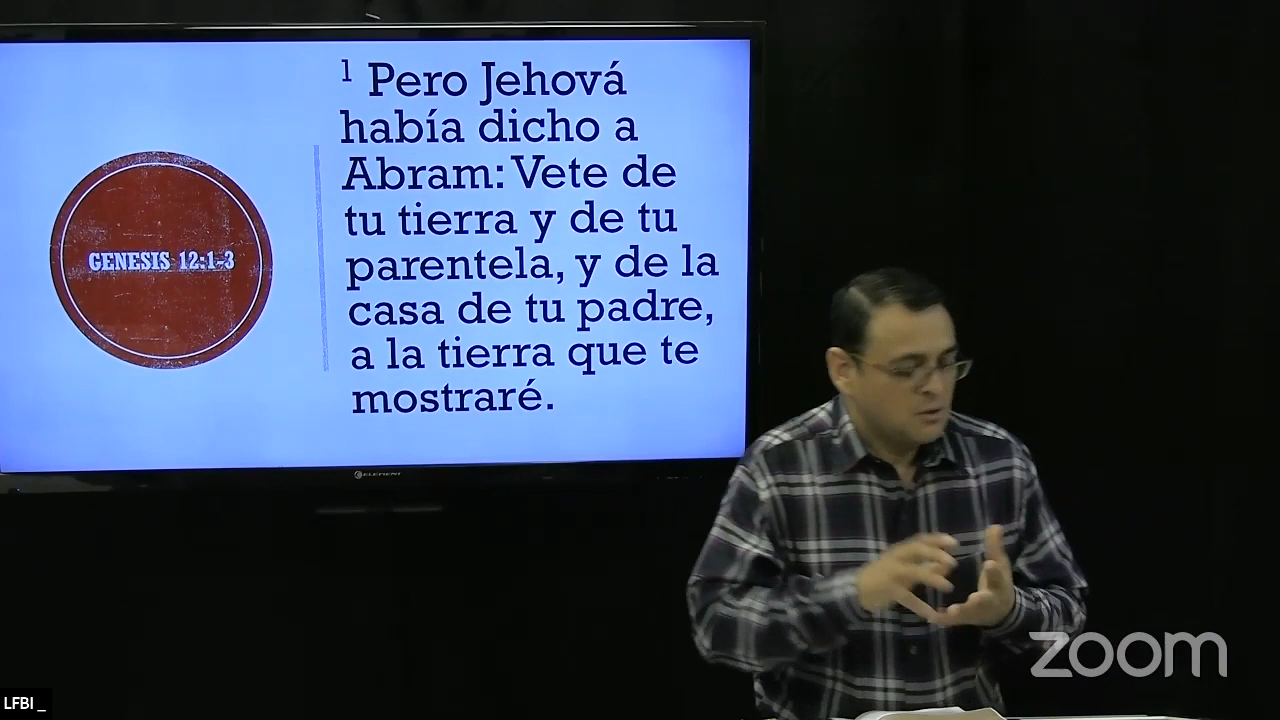 GENESIS 12:1-3
1 Pero Jehová
había dicho a
Abram: Vete de
tu tierra y de tu
parentela, y de la
casa de tu padre,
a la tierra que te
mostraré.
ELEMENT
zoom
LFBI _